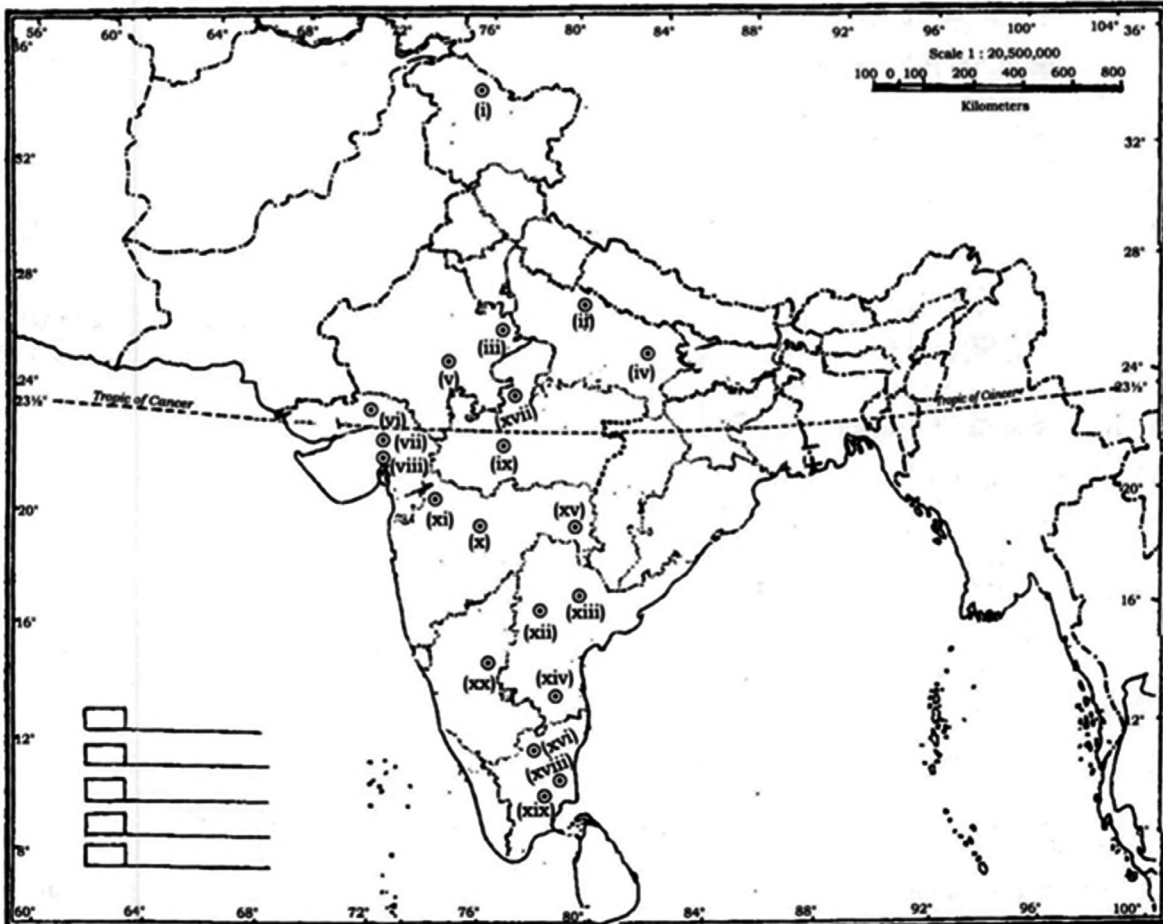 56° 60° 64° 68° 72° 76° 80° 84° 88° 92° 96° 100° 104° 36°
36°
Scale 1 : 20,500,000
100 0 100 200 400 600 800
Kilometers
(i)
32° 32°
28° 28°
(ii)
(iii)
(iv)
(v)
24° 24°
23½° 23½°
Tropic of Cancer
Tropic of Cancer
(xvii)
(vj)
(vii)
(viii)
(ix)
20° 20°
(xi)
(x)
(xv)
16° 16°
(xiii)
(xii)
(xx)
(xiv)
12° 12°
(xvi)
(xviii)
(xix)
8° 8°
60° 64° 68° 72° 76° 80° 84° 88° 92° 96° 100°